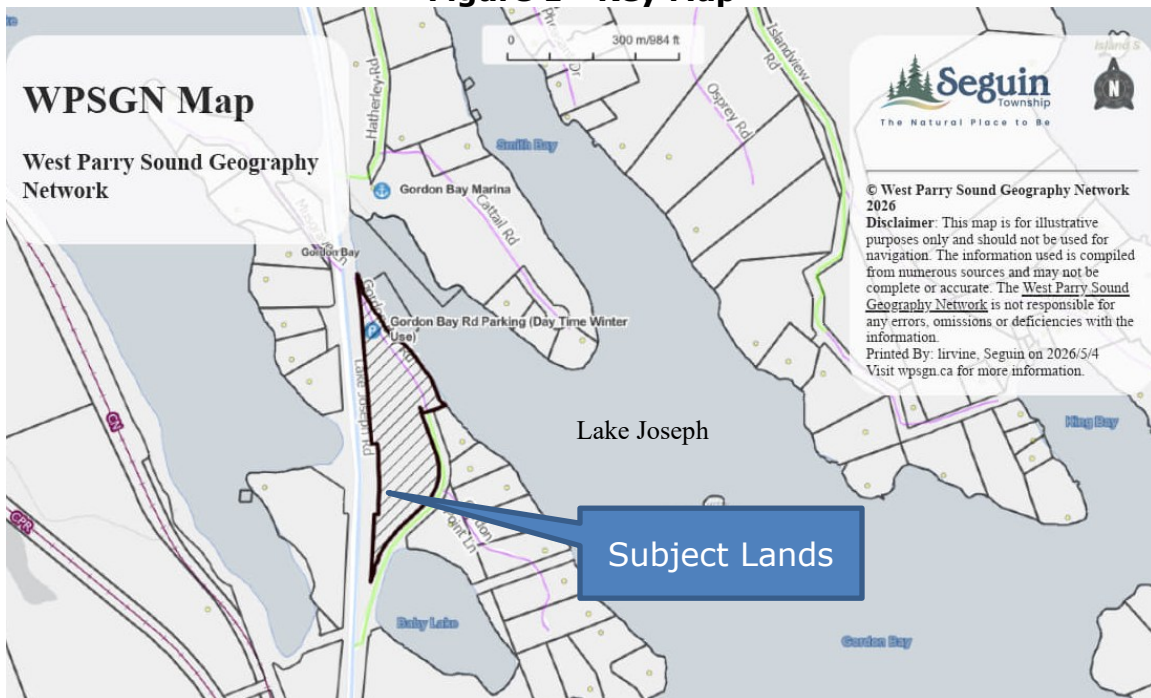 WPSGN Map
West Parry Sound Geography
Network
0 300 m/984 ft
Seguin
Township
The Natural Place to Be
N
© West Parry Sound Geography Network
2026
Disclaimer: This map is for illustrative
purposes only and should not be used for
navigation. The information used is compiled
from numerous sources and may not be
complete or accurate. The West Parry Sound
Geography Network is not responsible for
any errors, omissions or deficiencies with the
information.
Printed By: lirvine, Seguin on 2026/5/4
Visit wpsgn.ca for more information.
Hatherley Rd
Islandview
Rd
Osprey Rd
Smith Bay
Gordon Bay Marina
Cattail Rd
Gordon Bay
Gordon Bay Rd Parking (Day Time Winter
Use)
Lake Joseph Rd
Lake Joseph
King Bay
CN
CPR
Subject Lands
Gordon
Point Ln
Baby Lake
Gordon Bay